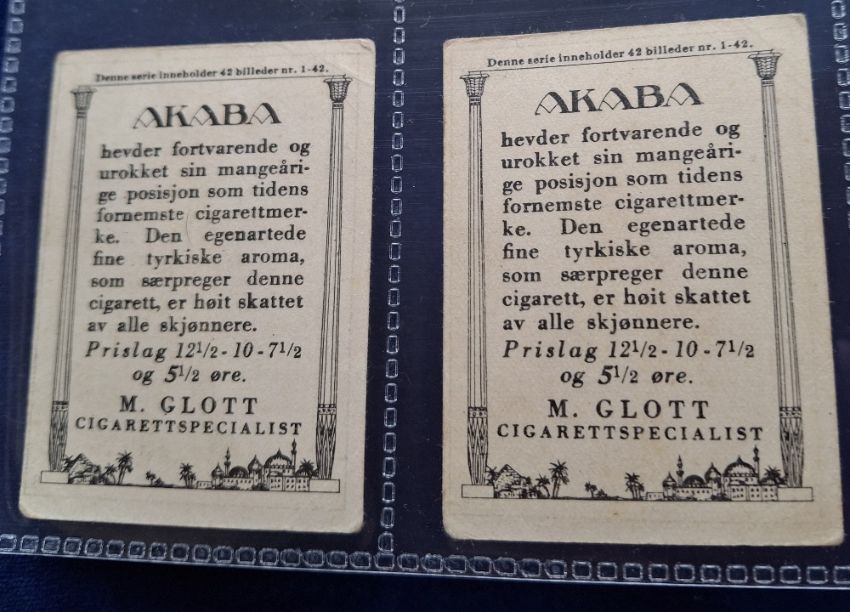 Denne serie inneholder 42 billeder nr. 1-42.
AKABA
hevder fortvarende og
urokket sin mangeåri-
ge posisjon som tidens
fornemste cigarettmer-
ke. Den egenartede
fine tyrkiske aroma,
som særpreger denne
cigarett, er høit skattet
av alle skjønnere.
Prislag 12½ - 10 - 7½
og 5½ øre.
M. GLOTT
CIGARETTSPECIALIST
Denne serie inneholder 42 billeder nr. 1-42.
AKABA
hevder fortvarende og
urokket sin mangeåri-
ge posisjon som tidens
fornemste cigarettmer-
ke. Den egenartede
fine tyrkiske aroma,
som særpreger denne
cigarett, er høit skattet
av alle skjønnere.
Prislag 12½ - 10 - 7½
og 5½ øre.
M. GLOTT
CIGARETTSPECIALIST